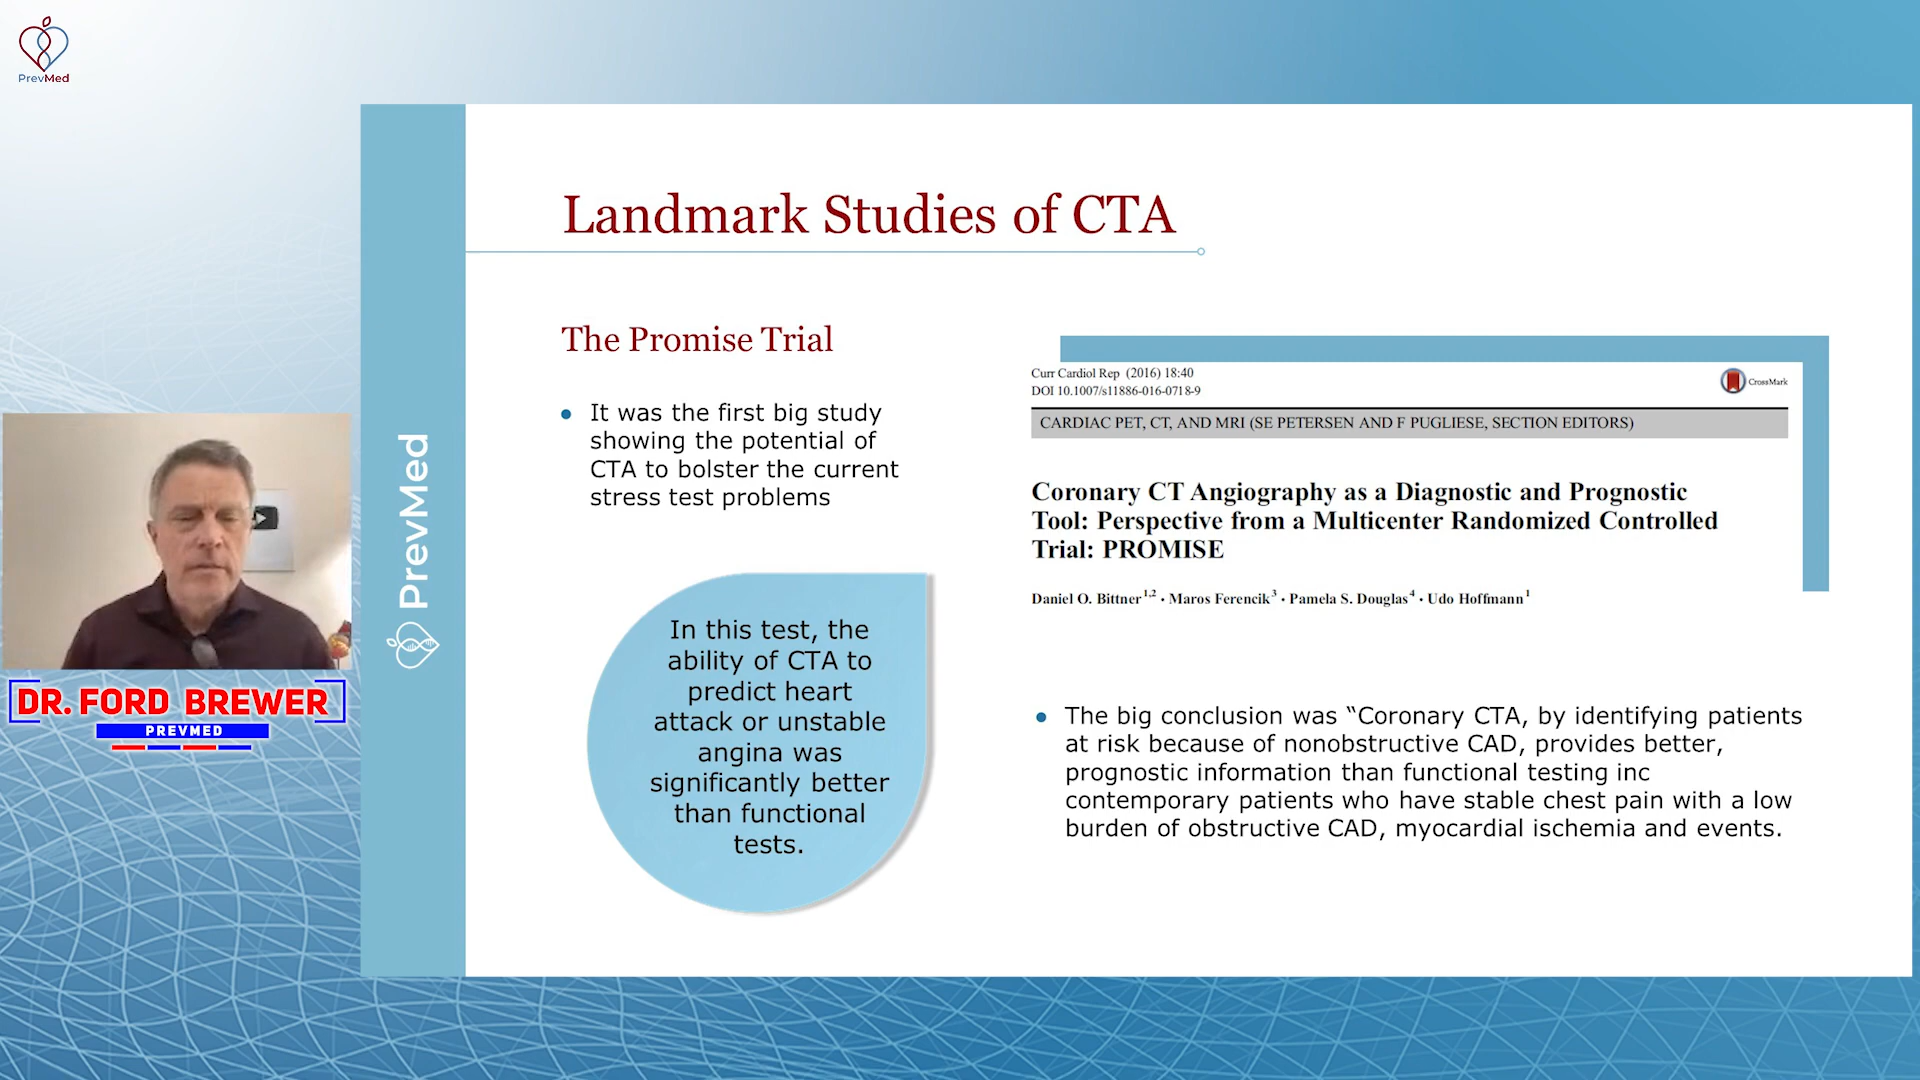 PrevMed
Landmark Studies of CTA
The Promise Trial
It was the first big study
showing the potential of
CTA to bolster the current
stress test problems
In this test, the
ability of CTA to
predict heart
attack or unstable
angina was
significantly better
than functional
tests.
Curr Cardiol Rep (2016) 18:40
DOI 10.1007/s11886-016-0718-9
CrossMark
CARDIAC PET, CT, AND MRI (SE PETERSEN AND F PUGLIESE, SECTION EDITORS)
Coronary CT Angiography as a Diagnostic and Prognostic
Tool: Perspective from a Multicenter Randomized Controlled
Trial: PROMISE
Daniel O. Bittner1,2 • Maros Ferencik3 • Pamela S. Douglas4 • Udo Hoffmann1
The big conclusion was “Coronary CTA, by identifying patients
at risk because of nonobstructive CAD, provides better,
prognostic information than functional testing inc
contemporary patients who have stable chest pain with a low
burden of obstructive CAD, myocardial ischemia and events.
PrevMed
DR. FORD BREWER
PREVMED